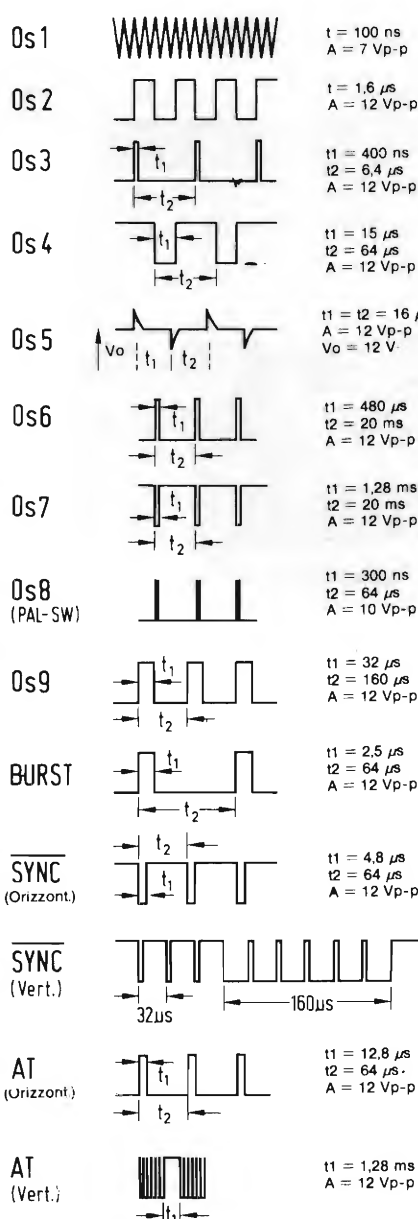 Os1
t = 100 ns
A = 7 Vp-p
Os2
t = 1,6 µs
A = 12 Vp-p
Os3
t1
t2
t1 = 400 ns
t2 = 6,4 µs
A = 12 Vp-p
Os4
t1
t2
t1 = 15 µs
t2 = 64 µs
A = 12 Vp-p
Os5
Vo
t1 t2
t1 = t2 = 16
A = 12 Vp-p
Vo = 12 V
Os6
t1
t2
t1 = 480 µs
t2 = 20 ms
A = 12 Vp-p
Os7
t1
t2
t1 = 1,28 ms
t2 = 20 ms
A = 12 Vp-p
Os8
(PAL-SW)
t1 = 300 ns
t2 = 64 µs
A = 10 Vp-p
Os9
t1
t2
t1 = 32 µs
t2 = 160 µs
A = 12 Vp-p
BURST
t1
t2
t1 = 2,5 µs
t2 = 64 µs
A = 12 Vp-p
SYNC
(Orizzont.)
t2
t1
t1 = 4,8 µs
t2 = 64 µs
A = 12 Vp-p
SYNC
(Vert.)
32µs
160µs
AT
(Orizzont.)
t1
t2
t1 = 12,8 µs
t2 = 64 µs
A = 12 Vp-p
AT
(Vert.)
t1
t1 = 1,28 ms
A = 12 Vp-p